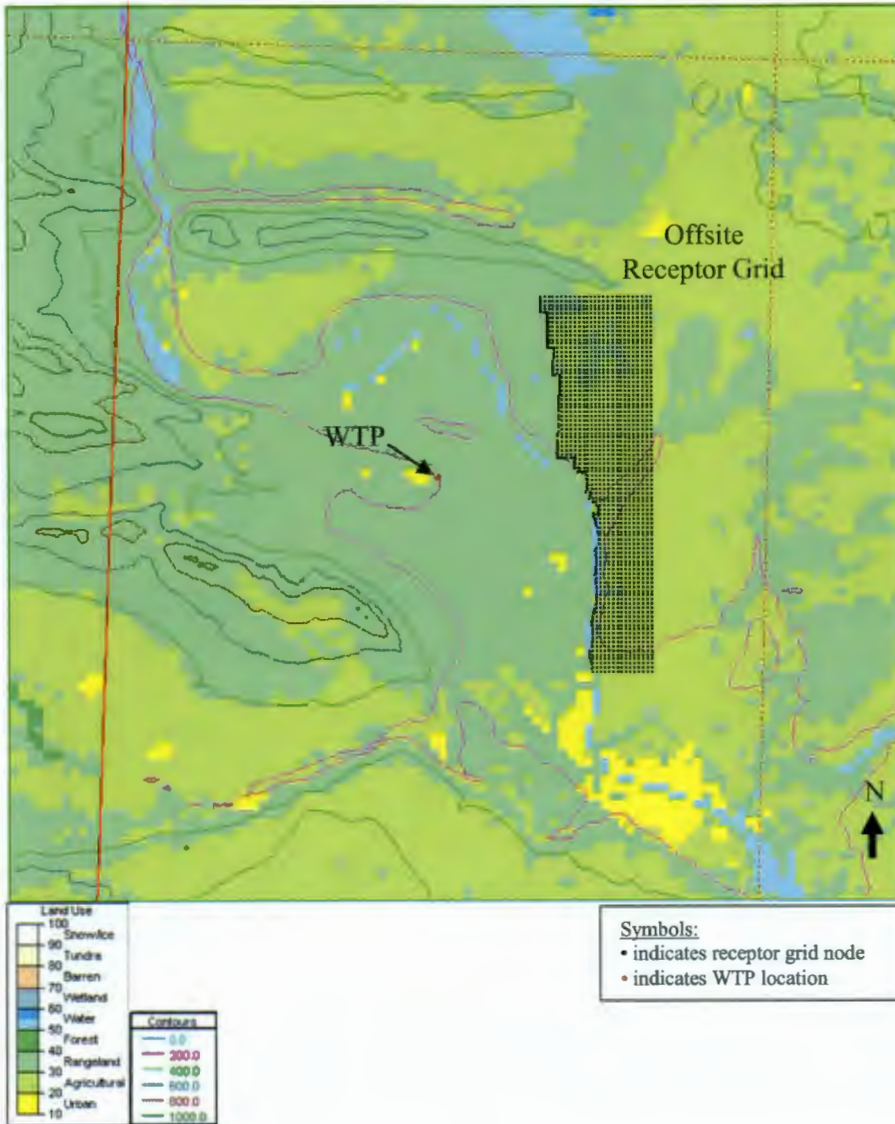 Offsite
Receptor Grid
WTP
N
Land Use
100
Snow/Ice
90
Tundra
80
Barren
70
Wetland
60
Water
50
Forest
40
Rangeland
30
Agricultural
20
Urban
10
Contours
0.0
200.0
400.0
600.0
800.0
1000.0
Symbols:
• indicates receptor grid node
• indicates WTP location